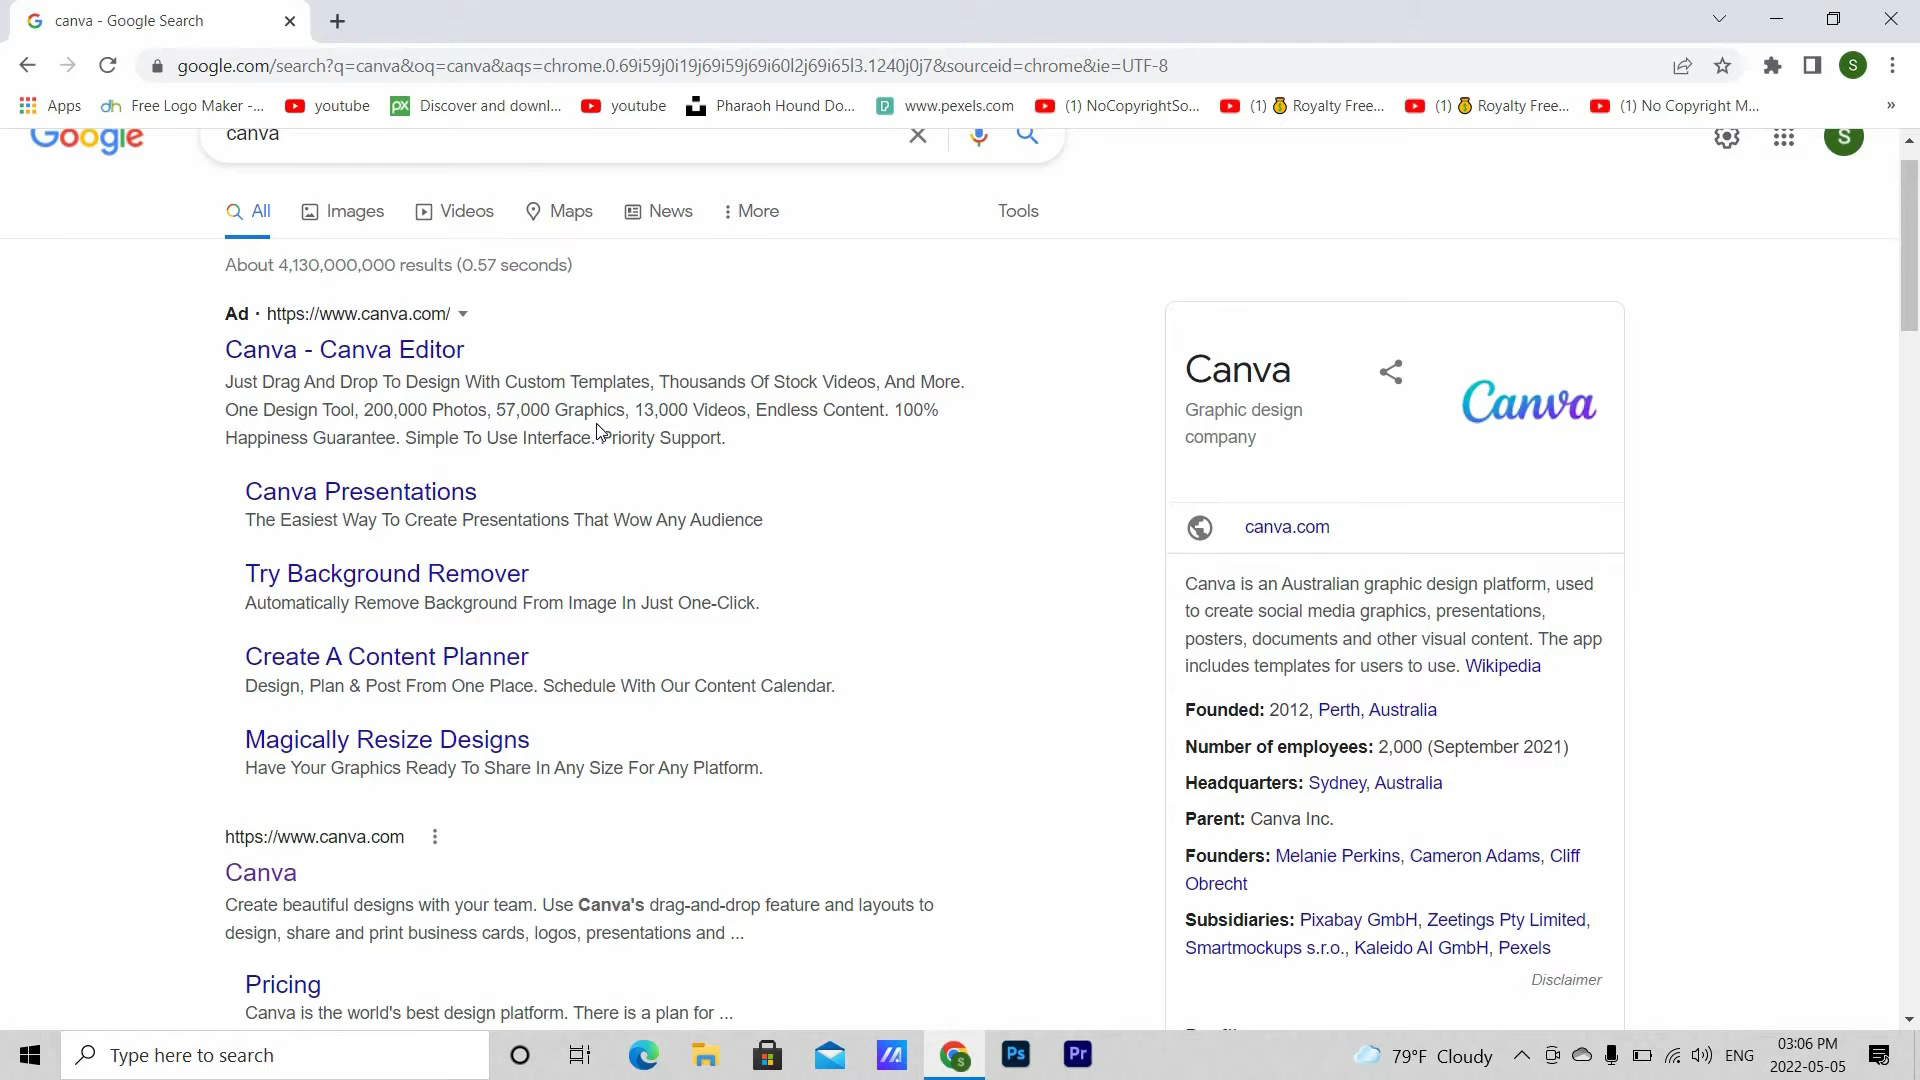 canva - Google Search
google.com/search?q=canva&oq=canva&aqs=chrome.0.69i59j0i19j69i59j69i60l2j69i65l3.1240j0j7&sourceid=chrome&ie=UTF-8
S
Apps
dh Free Logo Maker -...
youtube
px Discover and downl...
youtube
Pharaoh Hound Do...
www.pexels.com
(1) NoCopyrightSo...
(1) 💰 Royalty Free...
(1) 💰 Royalty Free...
(1) No Copyright M...
»
Google
canva
S
All
Images
Videos
Maps
News
More
Tools
About 4,130,000,000 results (0.57 seconds)
Ad · https://www.canva.com/
Canva - Canva Editor
Just Drag And Drop To Design With Custom Templates, Thousands Of Stock Videos, And More.
One Design Tool, 200,000 Photos, 57,000 Graphics, 13,000 Videos, Endless Content. 100%
Happiness Guarantee. Simple To Use Interface. Priority Support.
Canva Presentations
The Easiest Way To Create Presentations That Wow Any Audience
Try Background Remover
Automatically Remove Background From Image In Just One-Click.
Create A Content Planner
Design, Plan & Post From One Place. Schedule With Our Content Calendar.
Magically Resize Designs
Have Your Graphics Ready To Share In Any Size For Any Platform.
https://www.canva.com
Canva
Create beautiful designs with your team. Use Canva's drag-and-drop feature and layouts to
design, share and print business cards, logos, presentations and ...
Pricing
Canva is the world's best design platform. There is a plan for ...
Canva
Graphic design
company
Canva
canva.com
Canva is an Australian graphic design platform, used
to create social media graphics, presentations,
posters, documents and other visual content. The app
includes templates for users to use. Wikipedia
Founded: 2012, Perth, Australia
Number of employees: 2,000 (September 2021)
Headquarters: Sydney, Australia
Parent: Canva Inc.
Founders: Melanie Perkins, Cameron Adams, Cliff
Obrecht
Subsidiaries: Pixabay GmbH, Zeetings Pty Limited,
Smartmockups s.r.o., Kaleido AI GmbH, Pexels
Disclaimer
Type here to search
Ps
Pr
79°F Cloudy
ENG
03:06 PM
2022-05-05